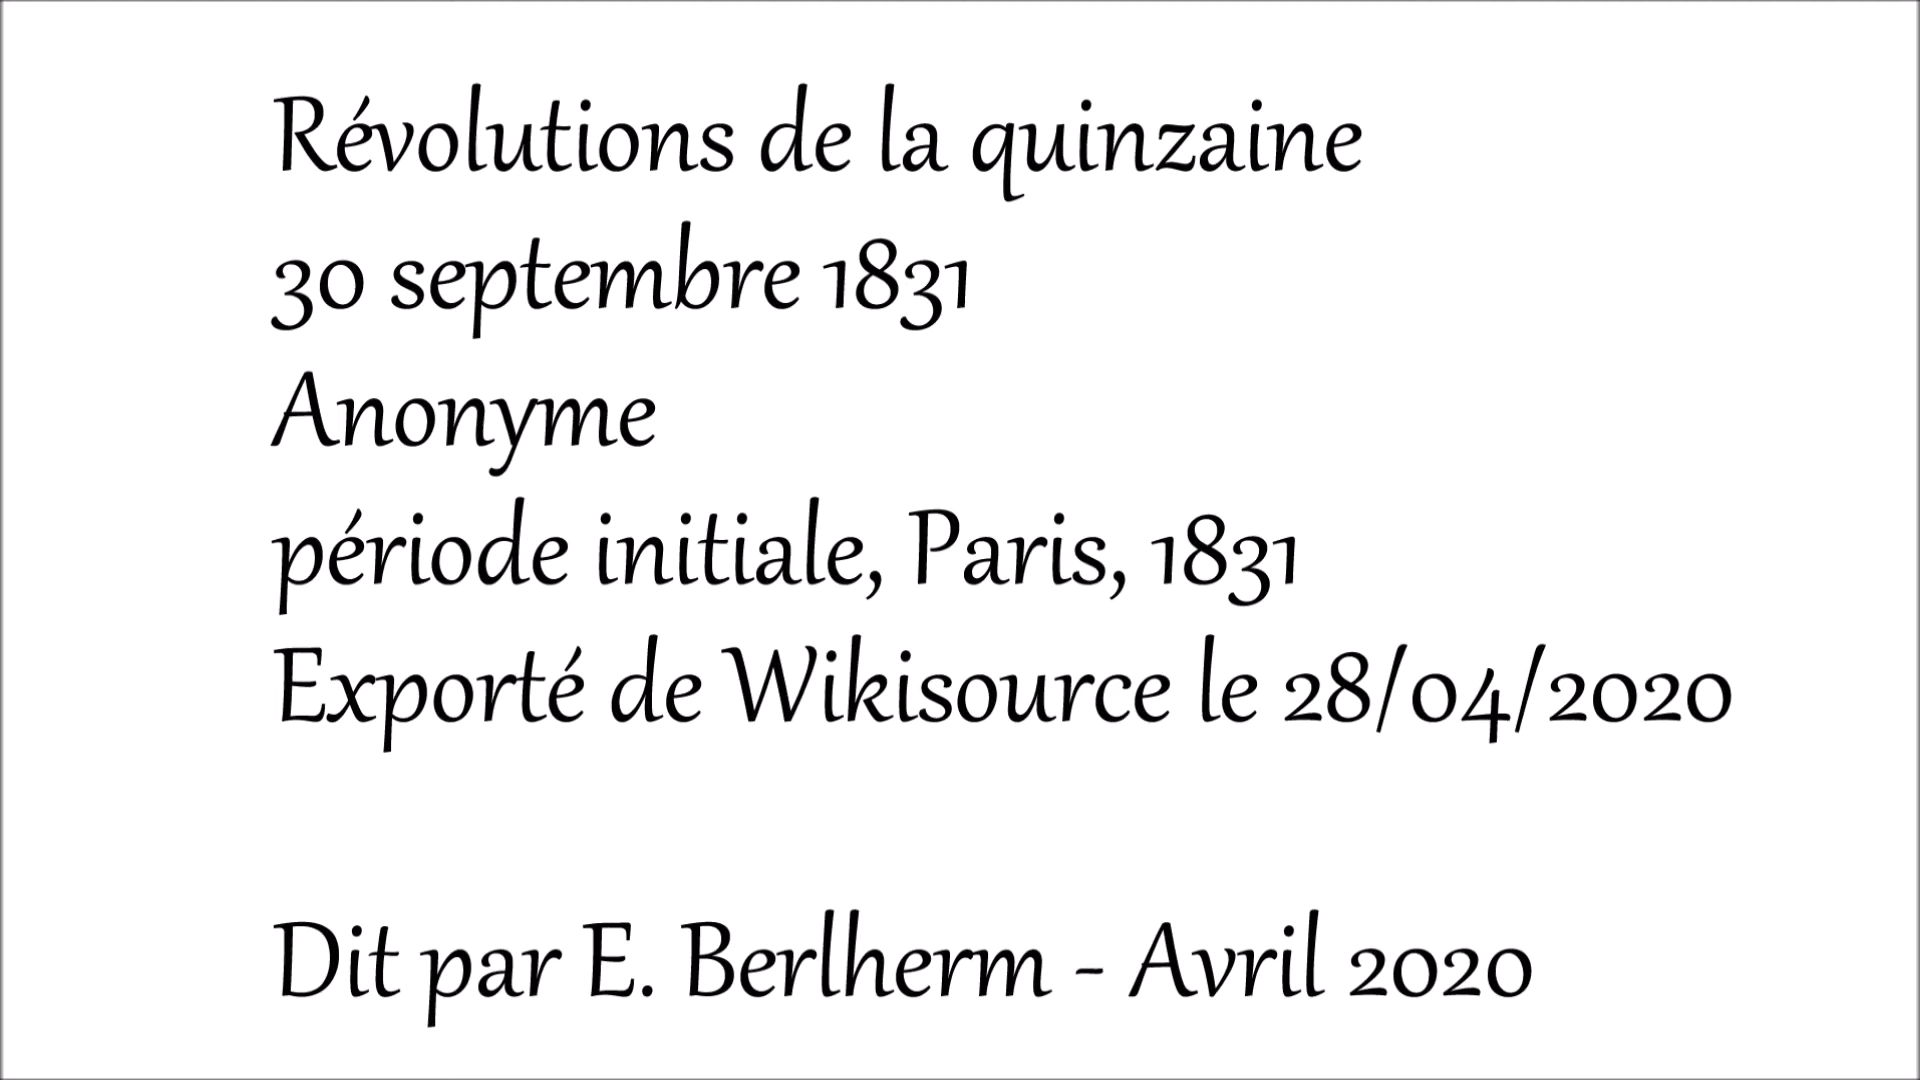 Révolutions de la quinzaine
30 septembre 1831
Anonyme
période initiale, Paris, 1831
Exporté de Wikisource le 28/04/2020
Dit par E. Berlherm - Avril 2020